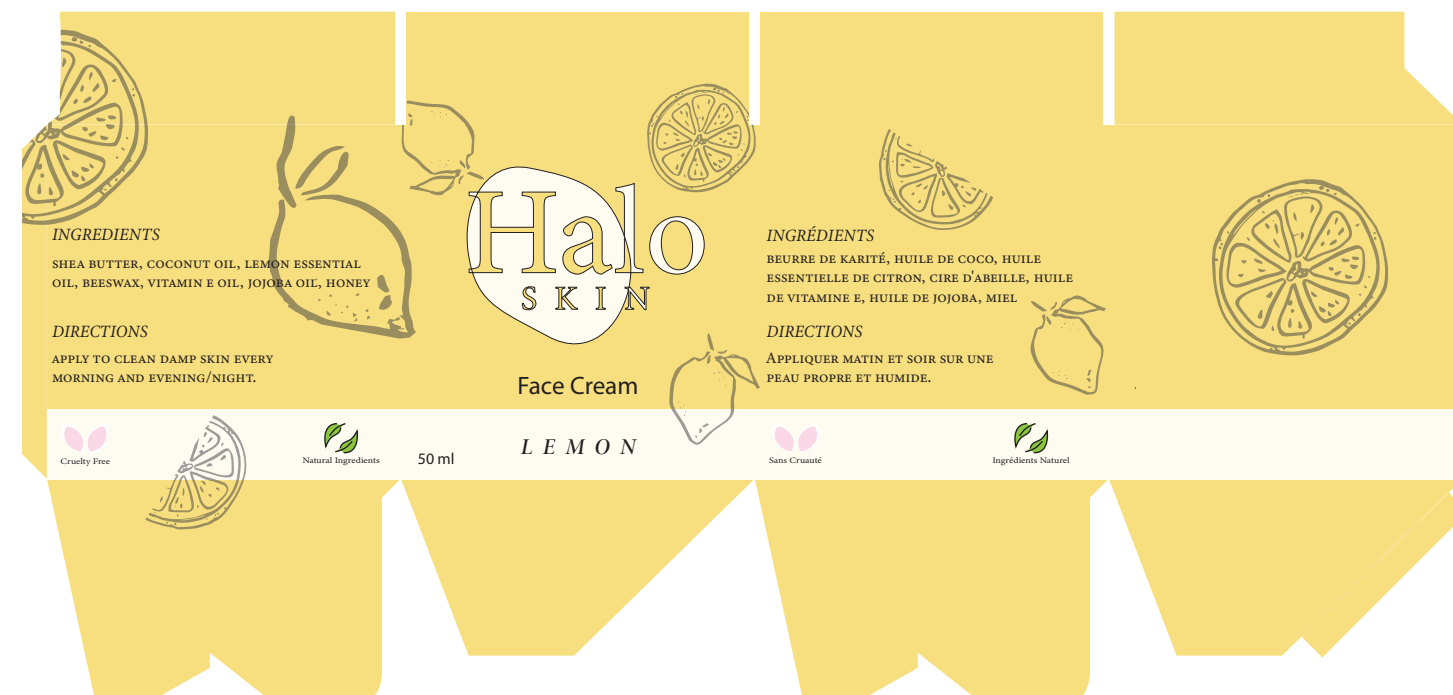 INGREDIENTS
SHEA BUTTER, COCONUT OIL, LEMON ESSENTIAL
OIL, BEESWAX, VITAMIN E OIL, JOJOBA OIL, HONEY
DIRECTIONS
APPLY TO CLEAN DAMP SKIN EVERY
MORNING AND EVENING/NIGHT.
Cruelty Free
Natural Ingredients
Halo
SKIN
Face Cream
LEMON
50 ml
INGRÉDIENTS
BEURRE DE KARITÉ, HUILE DE COCO, HUILE
ESSENTIELLE DE CITRON, CIRE D'ABEILLE, HUILE
DE VITAMINE E, HUILE DE JOJOBA, MIEL
DIRECTIONS
APPLIQUER MATIN ET SOIR SUR UNE
PEAU PROPRE ET HUMIDE.
Sans Cruauté
Ingrédients Naturel